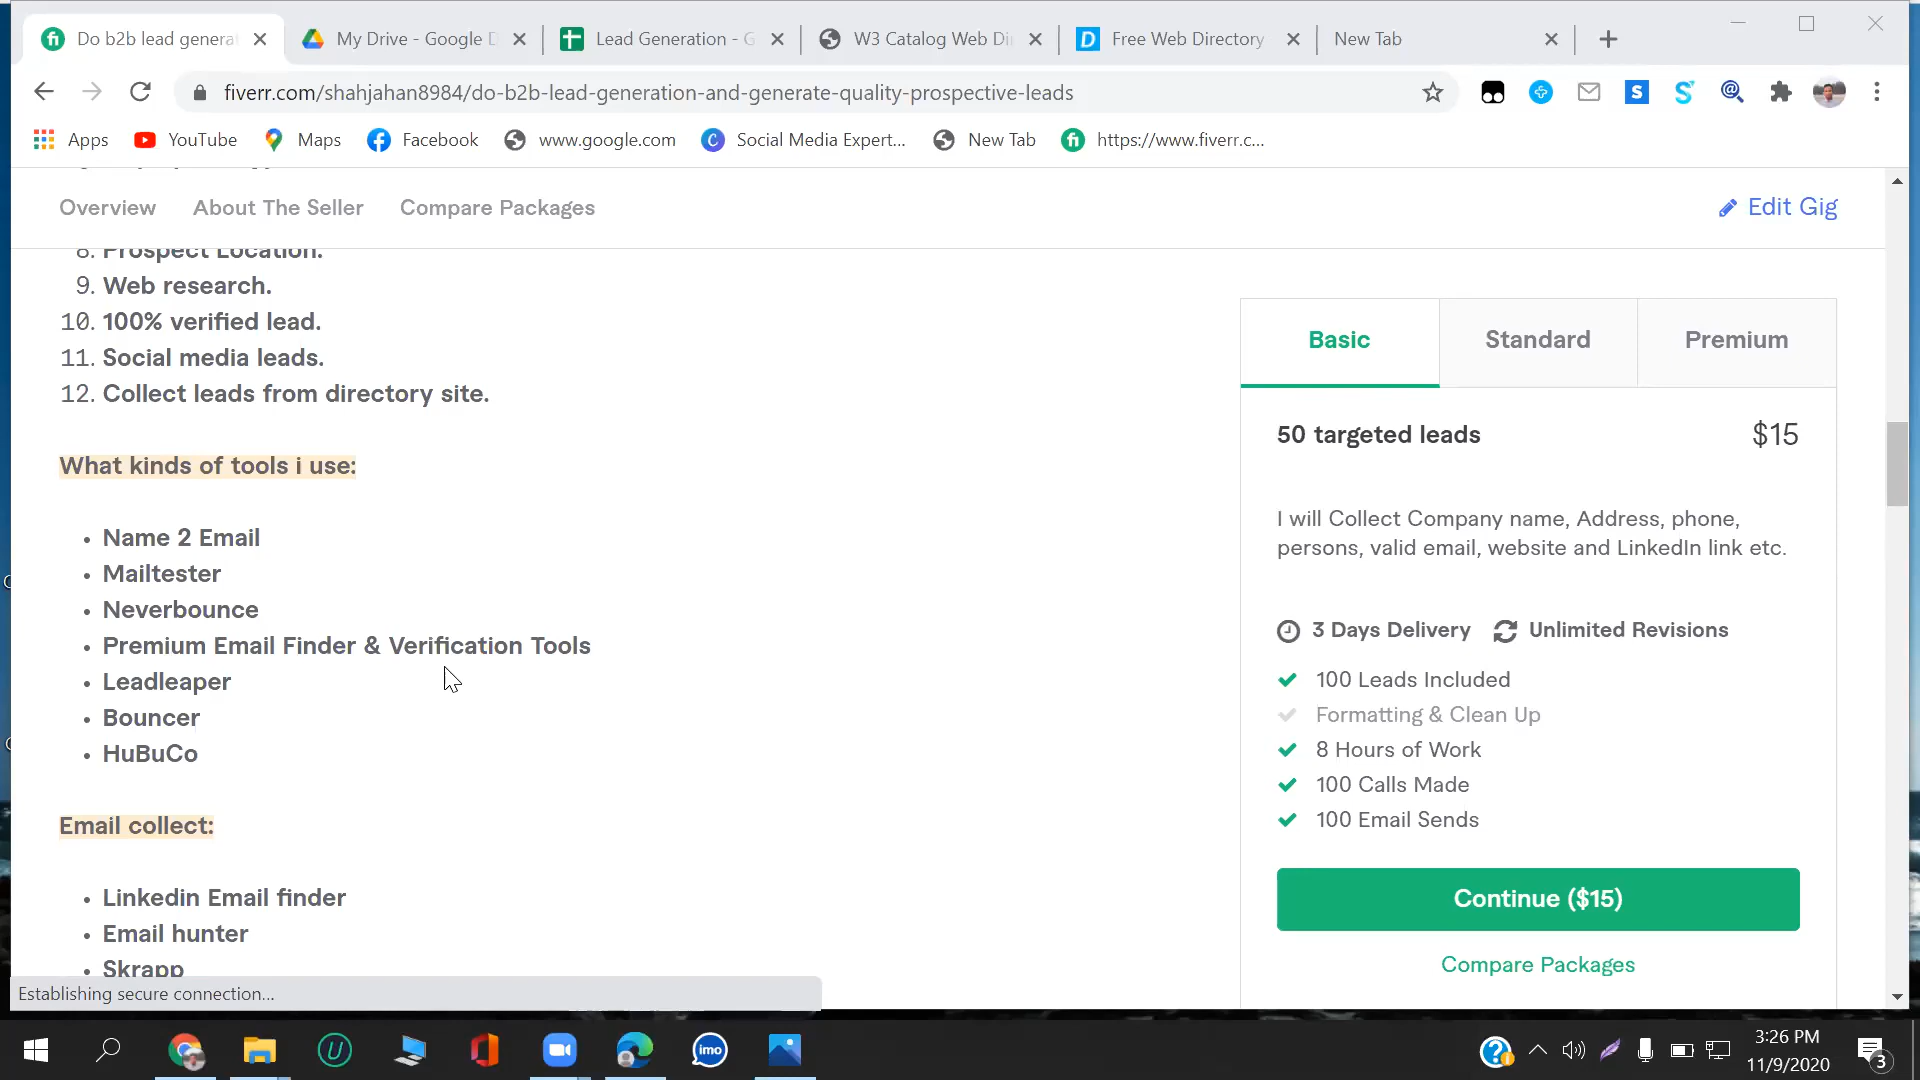 Do b2b lead genera
My Drive - Google D
Lead Generation - G
W3 Catalog Web Di
Free Web Directory
New Tab
fiverr.com/shahjahan8984/do-b2b-lead-generation-and-generate-quality-prospective-leads
Apps
YouTube
Maps
Facebook
www.google.com
Social Media Expert...
New Tab
https://www.fiverr.c...
Overview
About The Seller
Compare Packages
Edit Gig
8. Prospect Location.
9. Web research.
10. 100% verified lead.
11. Social media leads.
12. Collect leads from directory site.
What kinds of tools i use:
• Name 2 Email
• Mailtester
• Neverbounce
• Premium Email Finder & Verification Tools
• Leadleaper
• Bouncer
• HuBuCo
Email collect:
• Linkedin Email finder
• Email hunter
• Skrapp
Basic
Standard
Premium
50 targeted leads
$15
I will Collect Company name, Address, phone,
persons, valid email, website and LinkedIn link etc.
3 Days Delivery
Unlimited Revisions
100 Leads Included
Formatting & Clean Up
8 Hours of Work
100 Calls Made
100 Email Sends
Continue ($15)
Compare Packages
Establishing secure connection...
imo
3:26 PM
11/9/2020
3